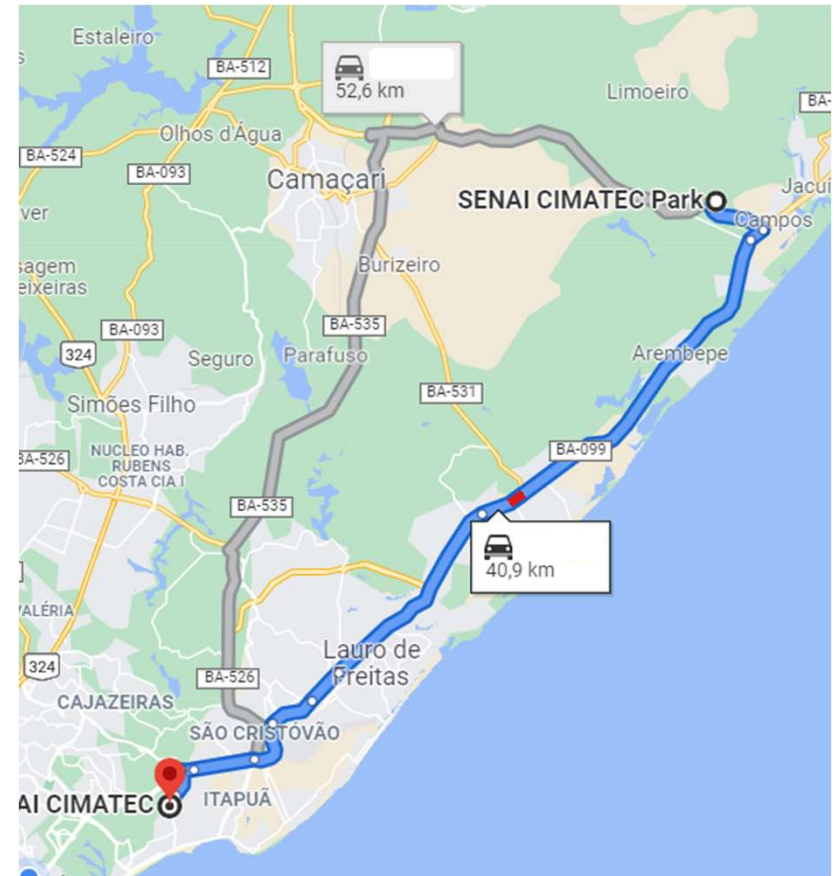 Estaleiro
BA-512
52,6 km
Limoeiro
BA-
Olhos d'Água
BA-524
BA-093
Camaçari
SENAI CIMATEC Park
Jacuí
ver
Campos
sagem
eixeiras
Burizeiro
BA-093
BA-535
324
Seguro
Parafuso
Arembepe
BA-531
Simões Filho
BA-099
NUCLEO HAB.
RUBENS
COSTA CIA I
BA-526
BA-535
40,9 km
VALÉRIA
324
Lauro de
Freitas
BA-526
CAJAZEIRAS
SÃO CRISTÓVÃO
AI CIMATEC
ITAPUÃ